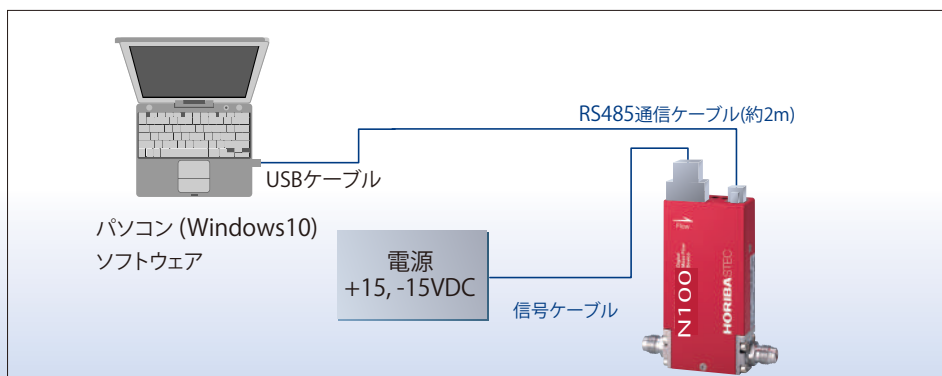 RS485通信ケーブル(約2m)
USBケーブル
パソコン (Windows10)
ソフトウェア
電源
+15, -15VDC
信号ケーブル
Flow
N100
HORIBASTEC